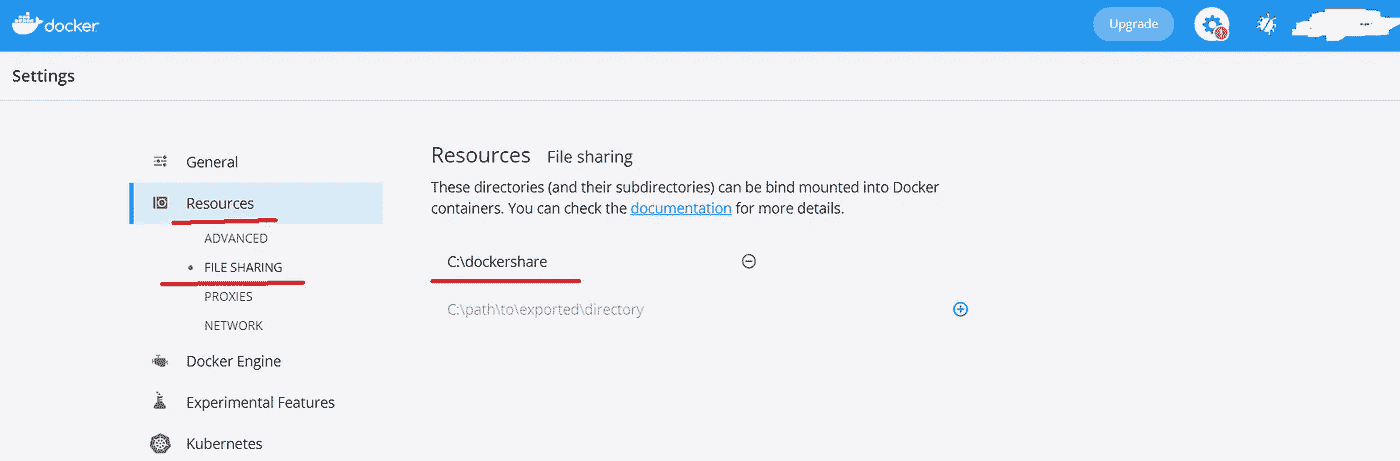 docker
Upgrade
Settings
General
Resources
ADVANCED
FILE SHARING
PROXIES
NETWORK
Docker Engine
Experimental Features
Kubernetes
Resources File sharing
These directories (and their subdirectories) can be bind mounted into Docker
containers. You can check the documentation for more details.
C:\dockershare
C:\path\to\exported\directory